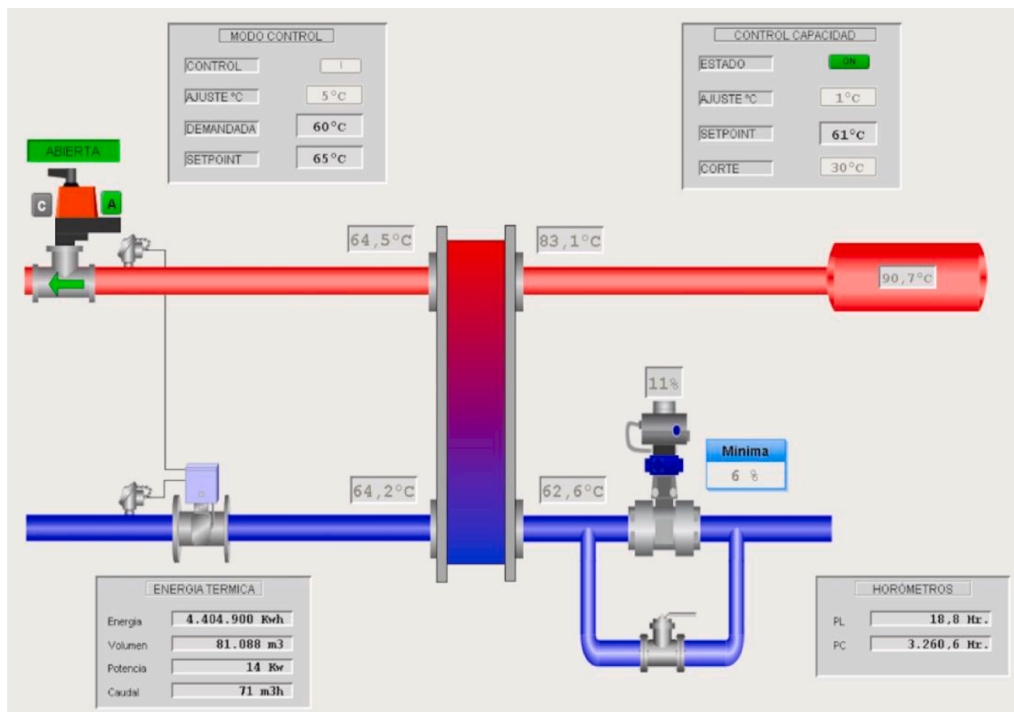 MODO CONTROL
CONTROL I
AJUSTE ºC 5°C
DEMANDADA 60°C
SETPOINT 65°C
CONTROL CAPACIDAD
ESTADO ON
AJUSTE ºC 1°C
SETPOINT 61°C
CORTE 30°C
ABIERTA
C A
64,5°C 83,1°C
90,7°C
11%
Minima
6 %
64,2°C 62,6°C
ENERGIA TERMICA
Energia 4.404.900 Kwh
Volumen 81.088 m3
Potencia 14 Kw
Caudal 71 m3h
HORÓMETROS
PL 18,8 Hr.
PC 3.260,6 Hr.